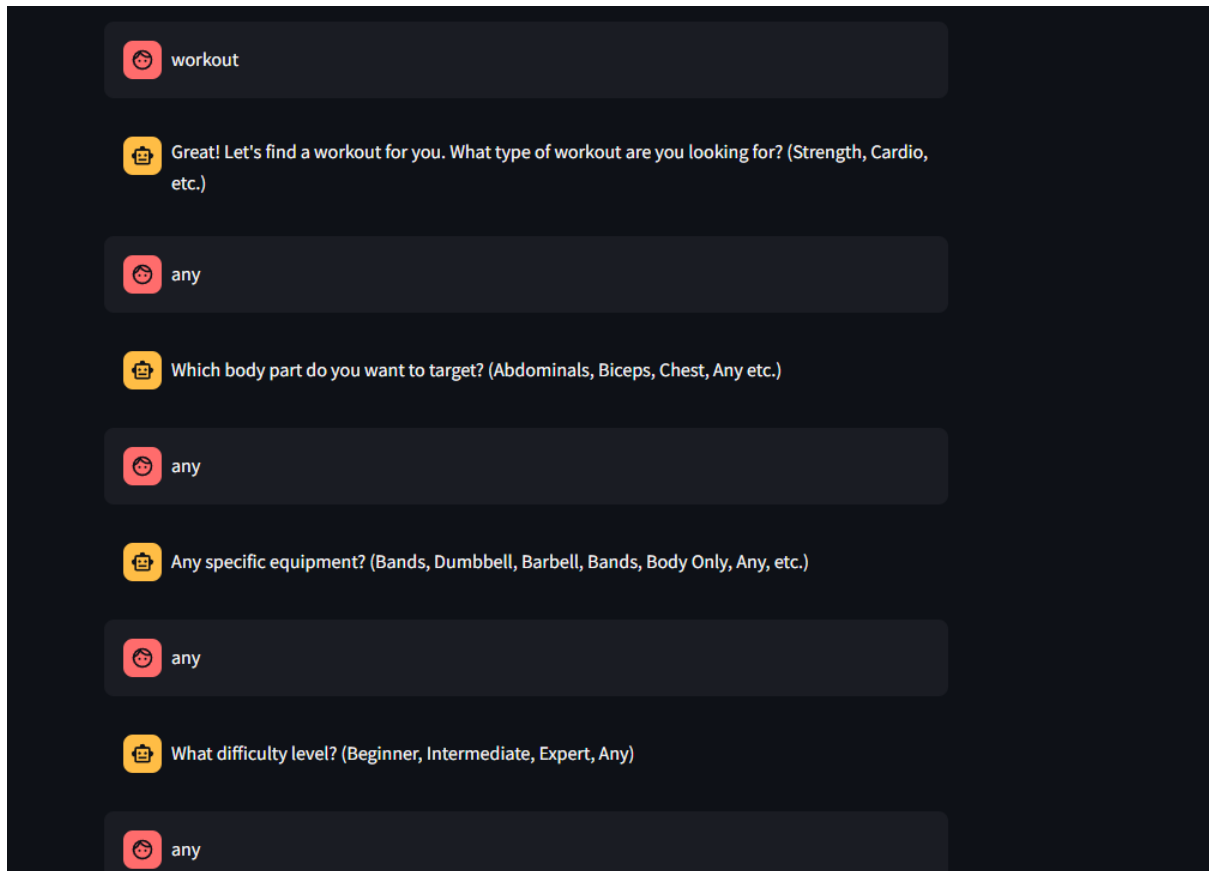 workout
Great! Let's find a workout for you. What type of workout are you looking for? (Strength, Cardio,
etc.)
any
Which body part do you want to target? (Abdominals, Biceps, Chest, Any etc.)
any
Any specific equipment? (Bands, Dumbbell, Barbell, Bands, Body Only, Any, etc.)
any
What difficulty level? (Beginner, Intermediate, Expert, Any)
any